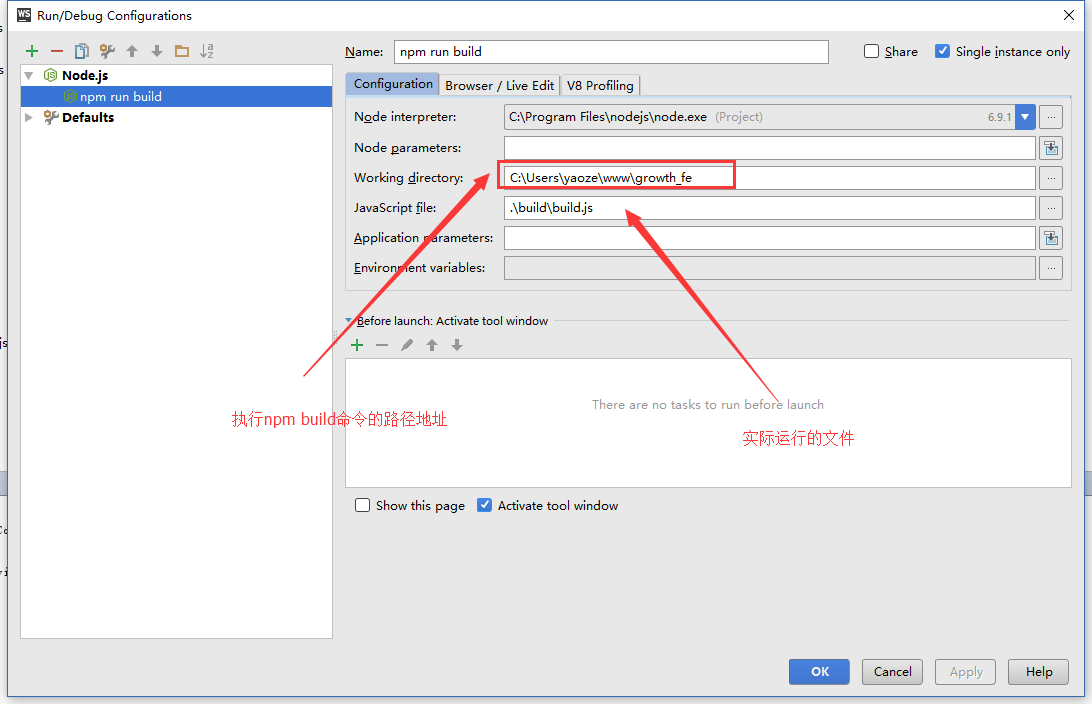 WS Run/Debug Configurations
Name: npm run build Share Single instance only
Node.js
npm run build
Defaults
Configuration Browser / Live Edit V8 Profiling
Node interpreter: C:\Program Files\nodejs\node.exe (Project) 6.9.1
Node parameters:
Working directory: C:\Users\yaoze\www\growth_fe
JavaScript file: .\build\build.js
Application parameters:
Environment variables:
Before launch: Activate tool window
There are no tasks to run before launch
执行npm build命令的路径地址
实际运行的文件
Show this page Activate tool window
OK Cancel Apply Help